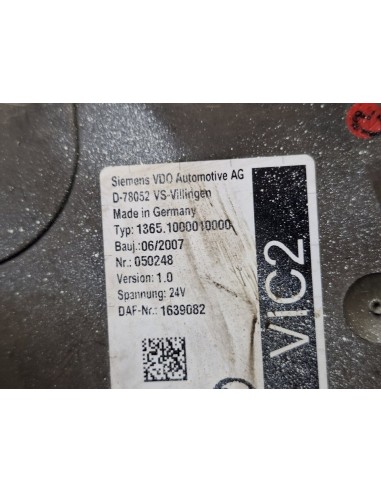 Siemens VDO Automotive AG
D-78052 VS-Villingen
Made in Germany
Typ: 1365.1000010000
Bauj.:06/2007
Nr.: 050248
Version: 1.0
Spannung: 24V
DAF-Nr.: 1639082
VIC2